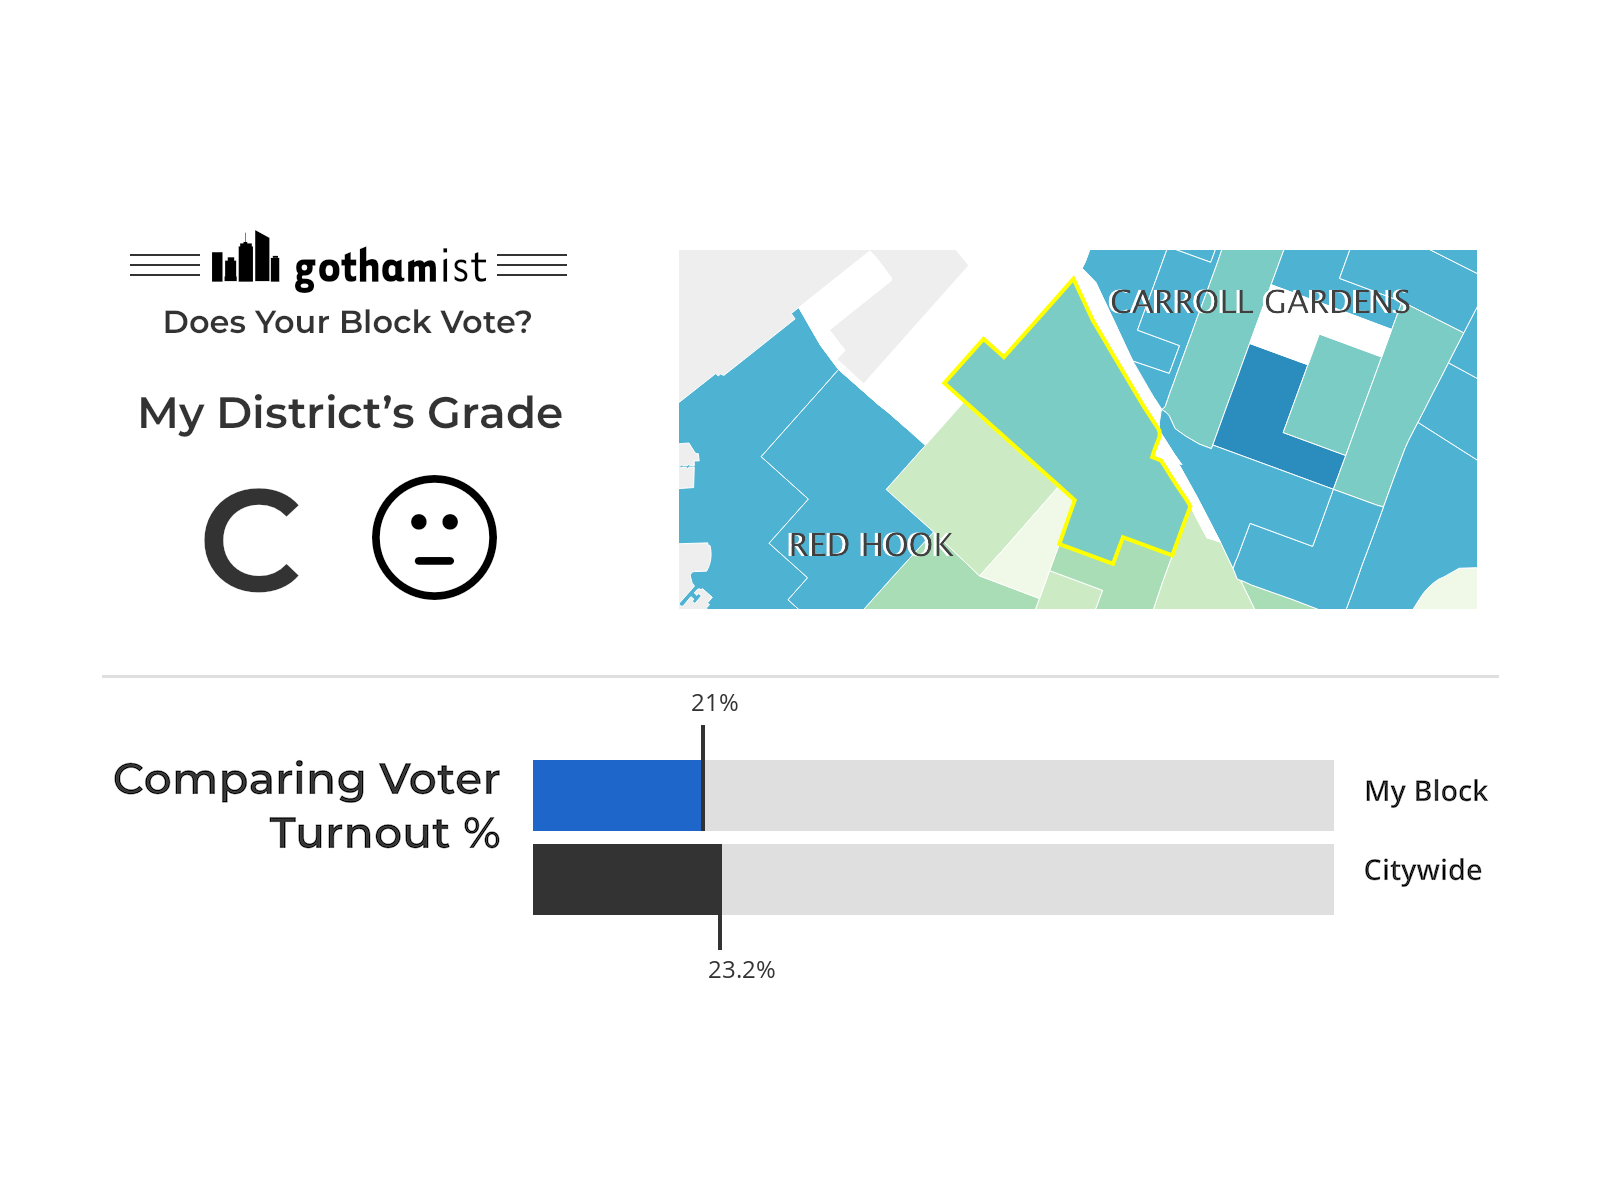 gothamist
Does Your Block Vote?
My District’s Grade
C
CARROLL GARDENS
RED HOOK
21%
Comparing Voter
Turnout %
My Block
Citywide
23.2%